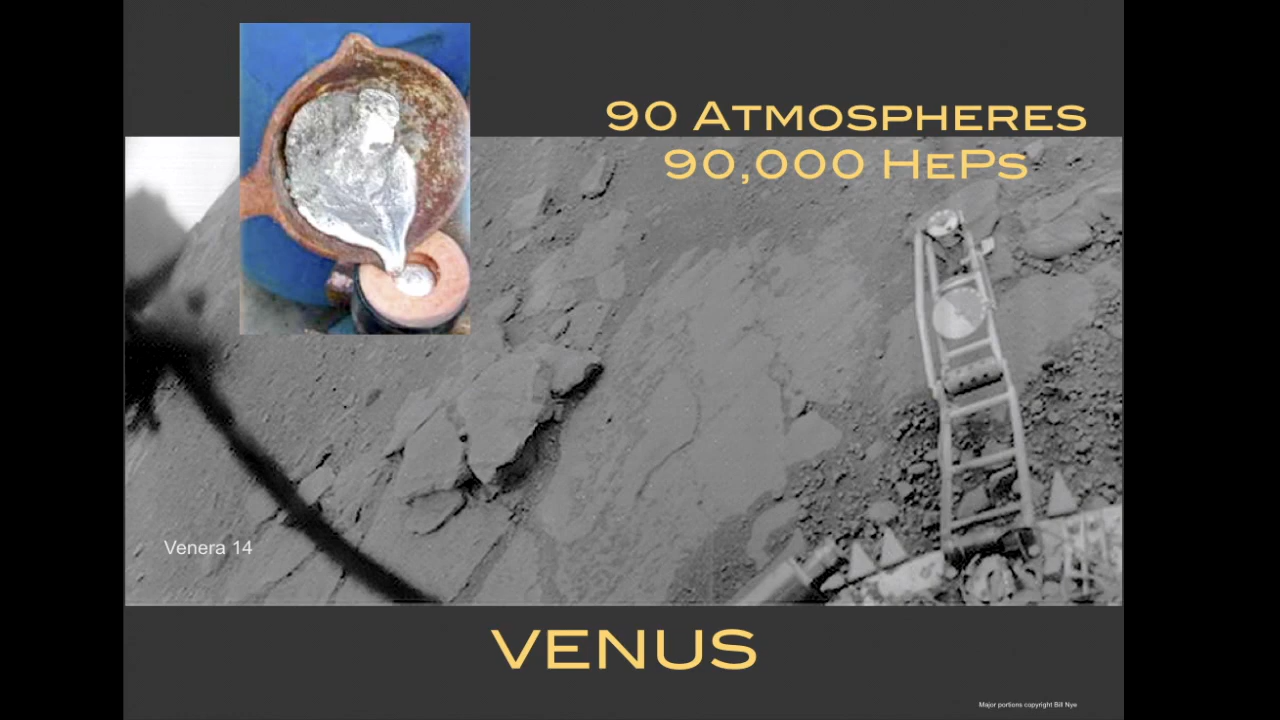 90 Atmospheres
90,000 HePs
Venera 14
VENUS
Major portions copyright Bill Nye